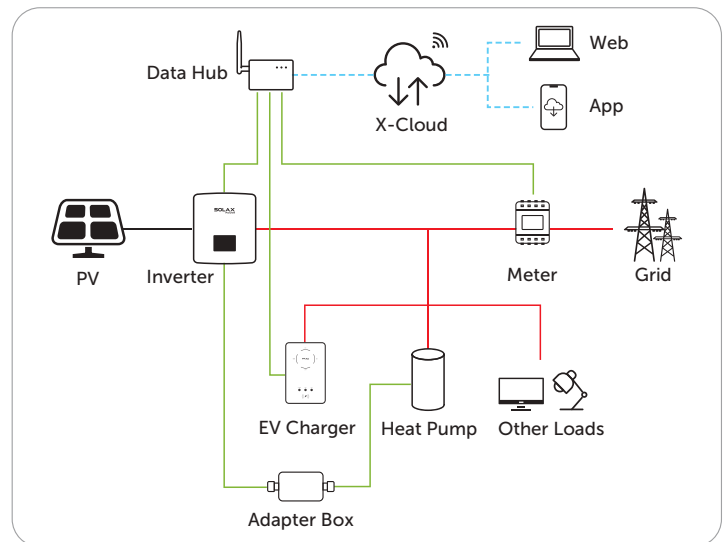 Web
Data Hub
App
X-Cloud
SOLAX
PV
Inverter
Meter
Grid
EV Charger
Heat Pump
Other Loads
Adapter Box